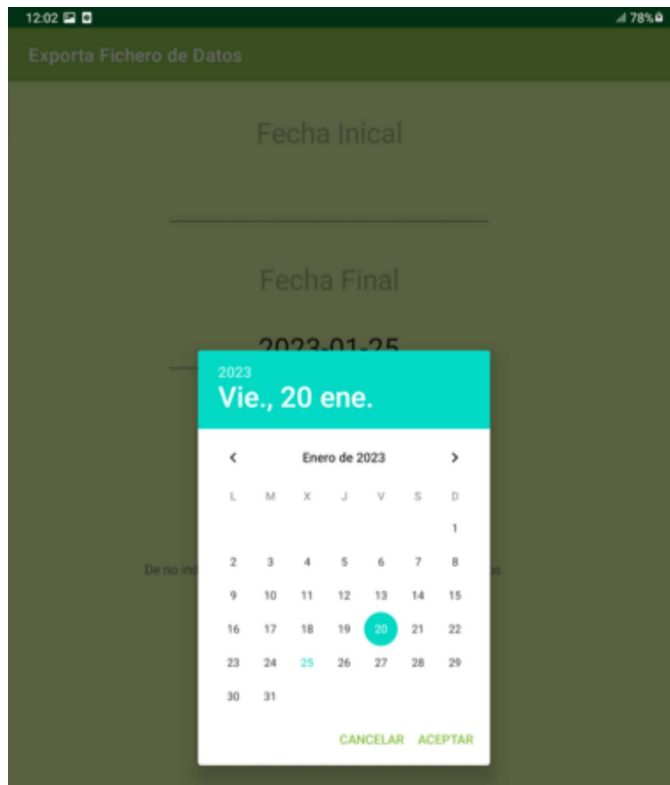 12:02 78%
Exporta Fichero de Datos
Fecha Inical
Fecha Final
2023-01-25
2023
Vie., 20 ene.
Enero de 2023
L M X J V S D
1
2 3 4 5 6 7 8
9 10 11 12 13 14 15
16 17 18 19 20 21 22
23 24 25 26 27 28 29
30 31
De no
CANCELAR ACEPTAR